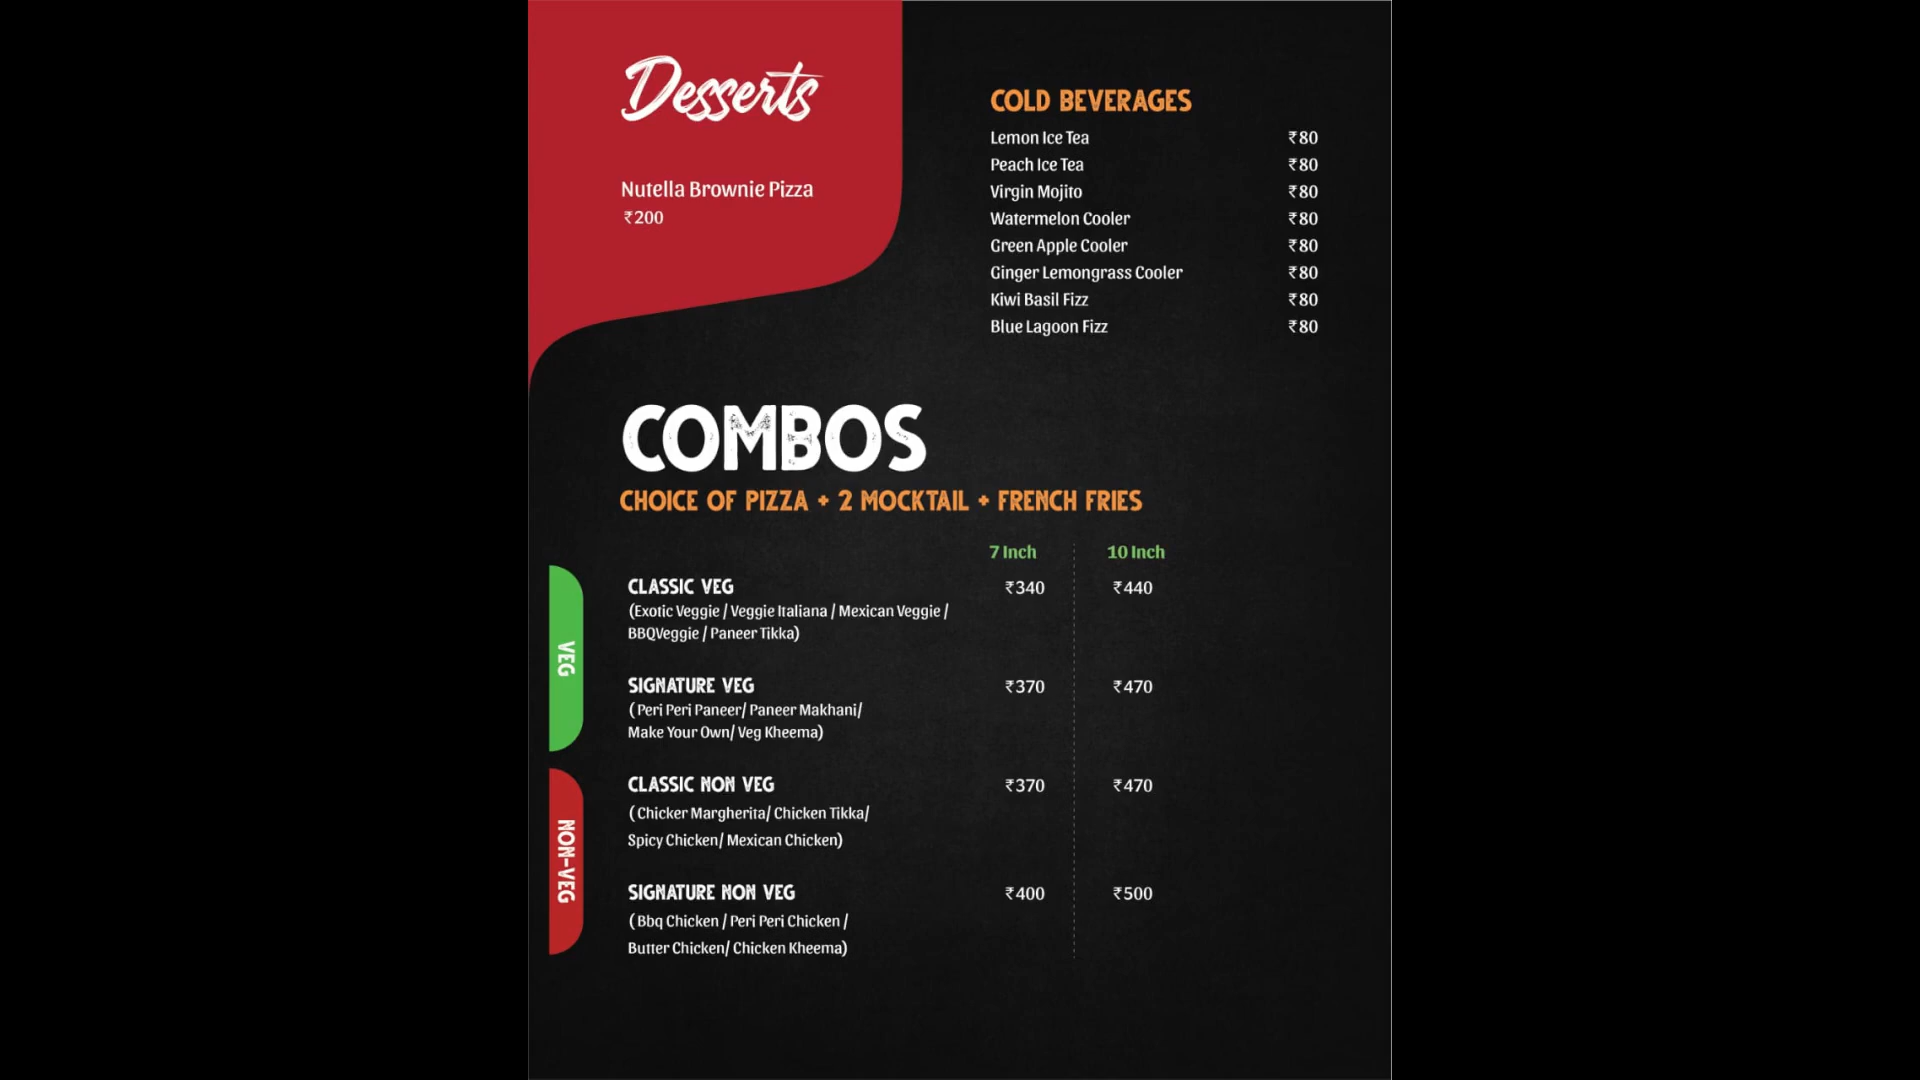 Desserts
Nutella Brownie Pizza
₹200
COLD BEVERAGES
Lemon Ice Tea ₹80
Peach Ice Tea ₹80
Virgin Mojito ₹80
Watermelon Cooler ₹80
Green Apple Cooler ₹80
Ginger Lemongrass Cooler ₹80
Kiwi Basil Fizz ₹80
Blue Lagoon Fizz ₹80
COMBOS
CHOICE OF PIZZA + 2 MOCKTAIL + FRENCH FRIES
7 Inch 10 Inch
VEG
CLASSIC VEG ₹340 ₹440
(Exotic Veggie / Veggie Italiana / Mexican Veggie /
BBQVeggie / Paneer Tikka)
SIGNATURE VEG ₹370 ₹470
( Peri Peri Paneer/ Paneer Makhani/
Make Your Own/ Veg Kheema)
NON-VEG
CLASSIC NON VEG ₹370 ₹470
( Chicker Margherita/ Chicken Tikka/
Spicy Chicken/ Mexican Chicken)
SIGNATURE NON VEG ₹400 ₹500
( Bbq Chicken / Peri Peri Chicken /
Butter Chicken/ Chicken Kheema)